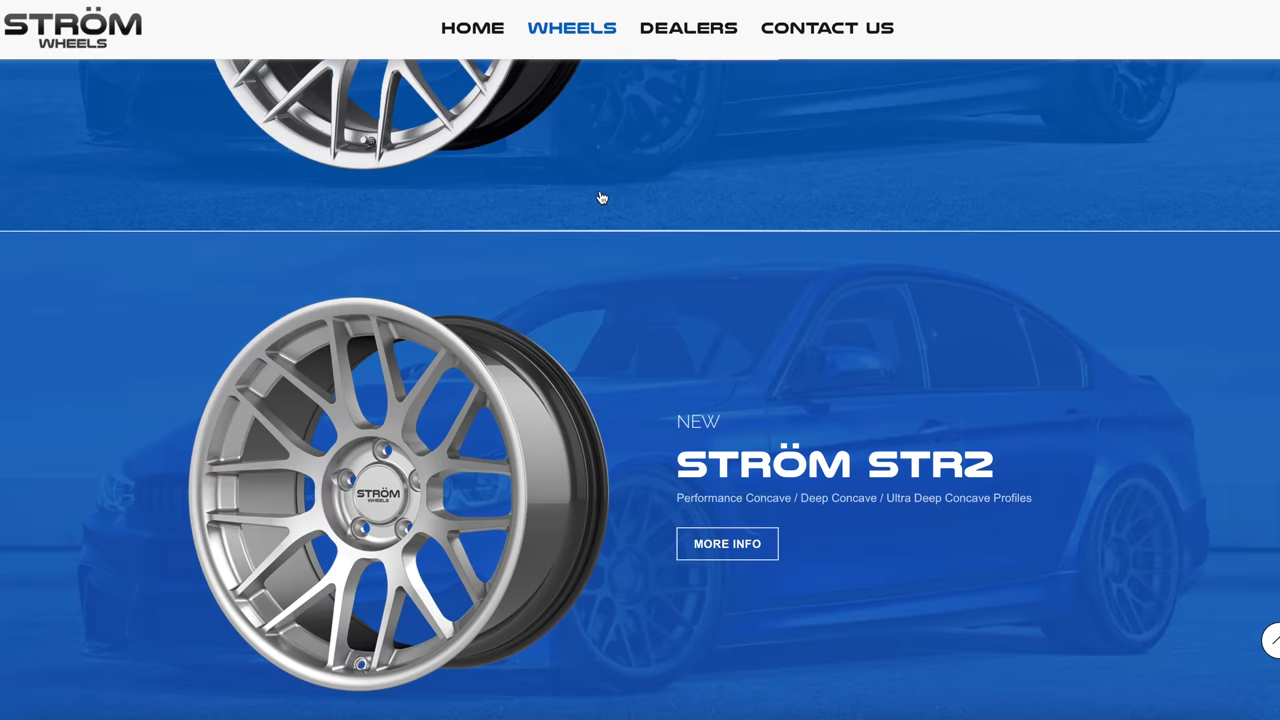 STRÖM
WHEELS
HOME WHEELS DEALERS CONTACT US
NEW
STRÖM STR2
Performance Concave / Deep Concave / Ultra Deep Concave Profiles
MORE INFO
STRÖM
WHEELS